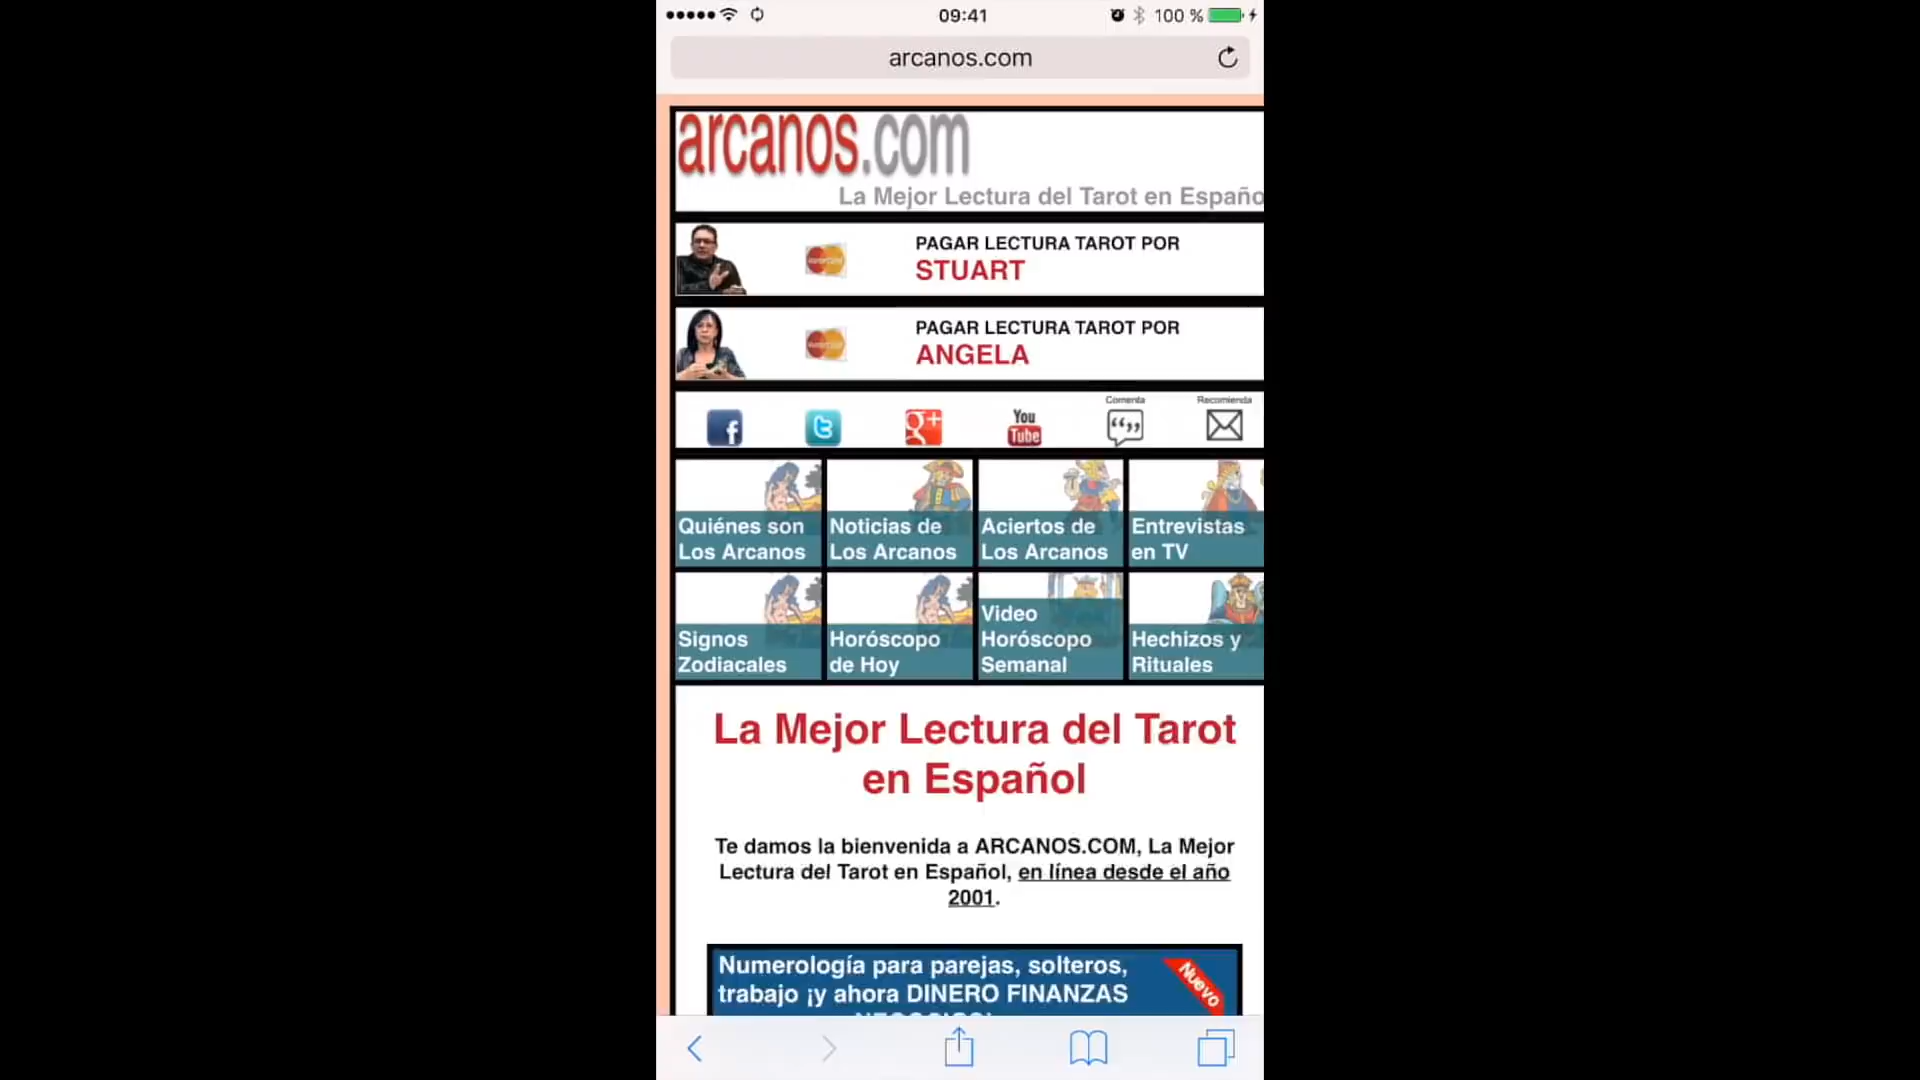 09:41
100 %
arcanos.com
arcanos.com
La Mejor Lectura del Tarot en Españo
PAGAR LECTURA TAROT POR
STUART
PAGAR LECTURA TAROT POR
ANGELA
Comenta
Recomienda
f
t
g+
You
Tube
Quiénes son
Los Arcanos
Noticias de
Los Arcanos
Aciertos de
Los Arcanos
Entrevistas
en TV
Signos
Zodiacales
Horóscopo
de Hoy
Video
Horóscopo
Semanal
Hechizos y
Rituales
La Mejor Lectura del Tarot
en Español
Te damos la bienvenida a ARCANOS.COM, La Mejor
Lectura del Tarot en Español, en línea desde el año
2001.
Numerología para parejas, solteros,
trabajo ¡y ahora DINERO FINANZAS
Nuevo